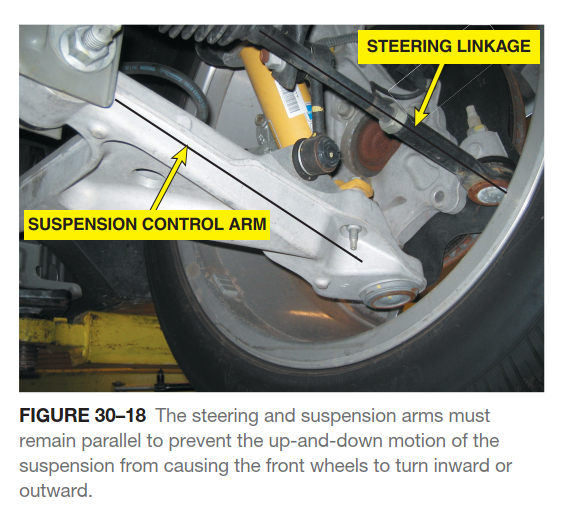 STEERING LINKAGE
SUSPENSION CONTROL ARM
FIGURE 30–18 The steering and suspension arms must
remain parallel to prevent the up-and-down motion of the
suspension from causing the front wheels to turn inward or
outward.